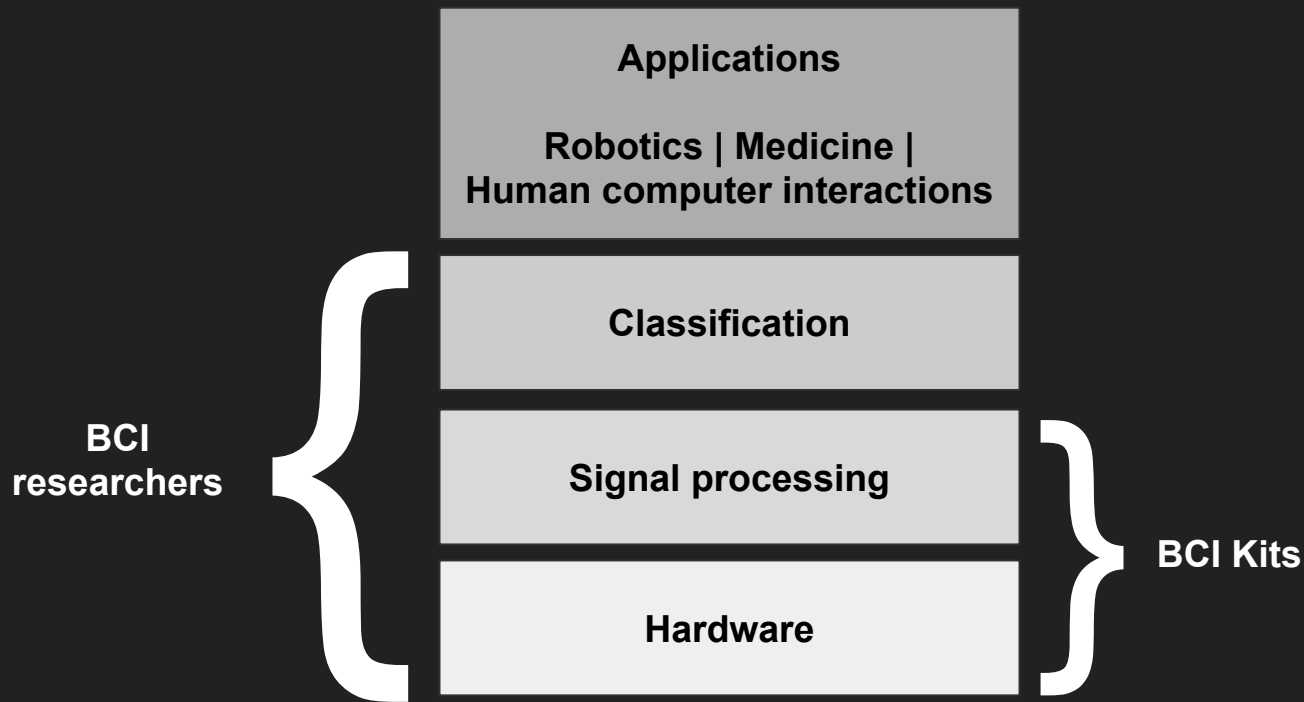 Applications
Robotics | Medicine |
Human computer interactions
Classification
BCI
researchers
Signal processing
BCI Kits
Hardware